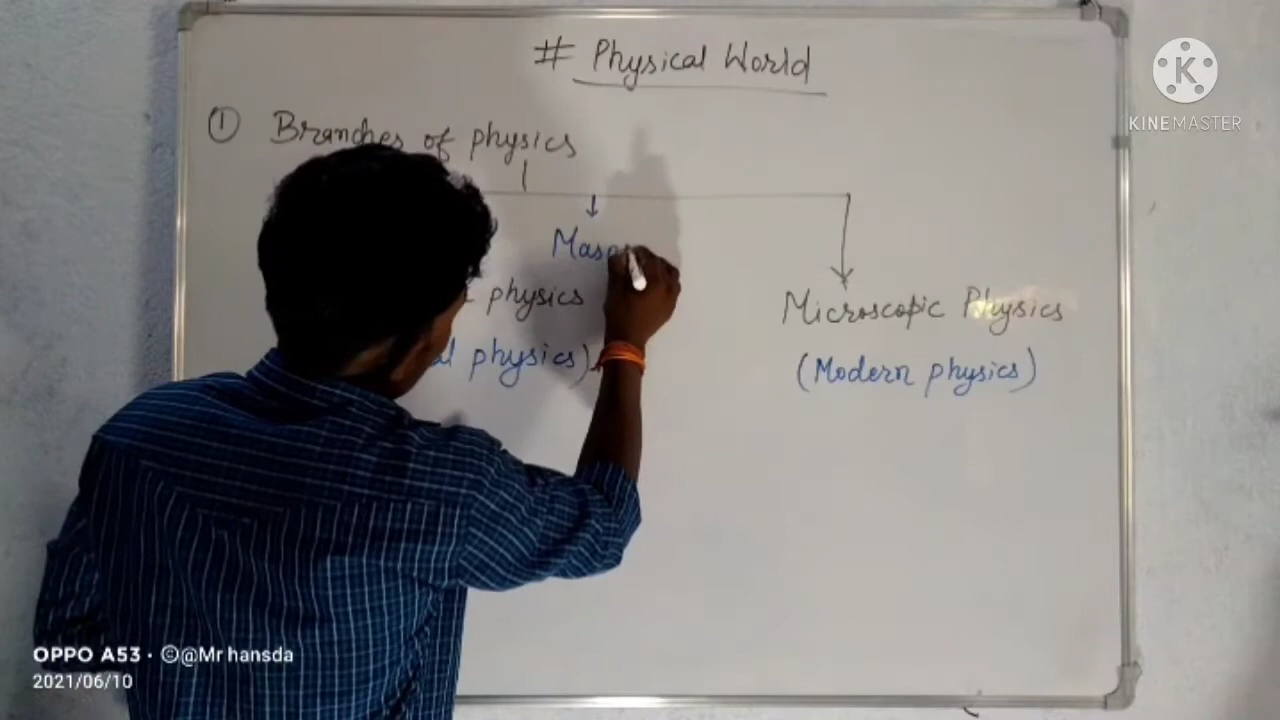 # Physical World
KINEMASTER
① Branches of physics
physics
Microscopic Physics
physics)
(Modern physics)
OPPO A53 · ©@Mr hansda
2021/06/10